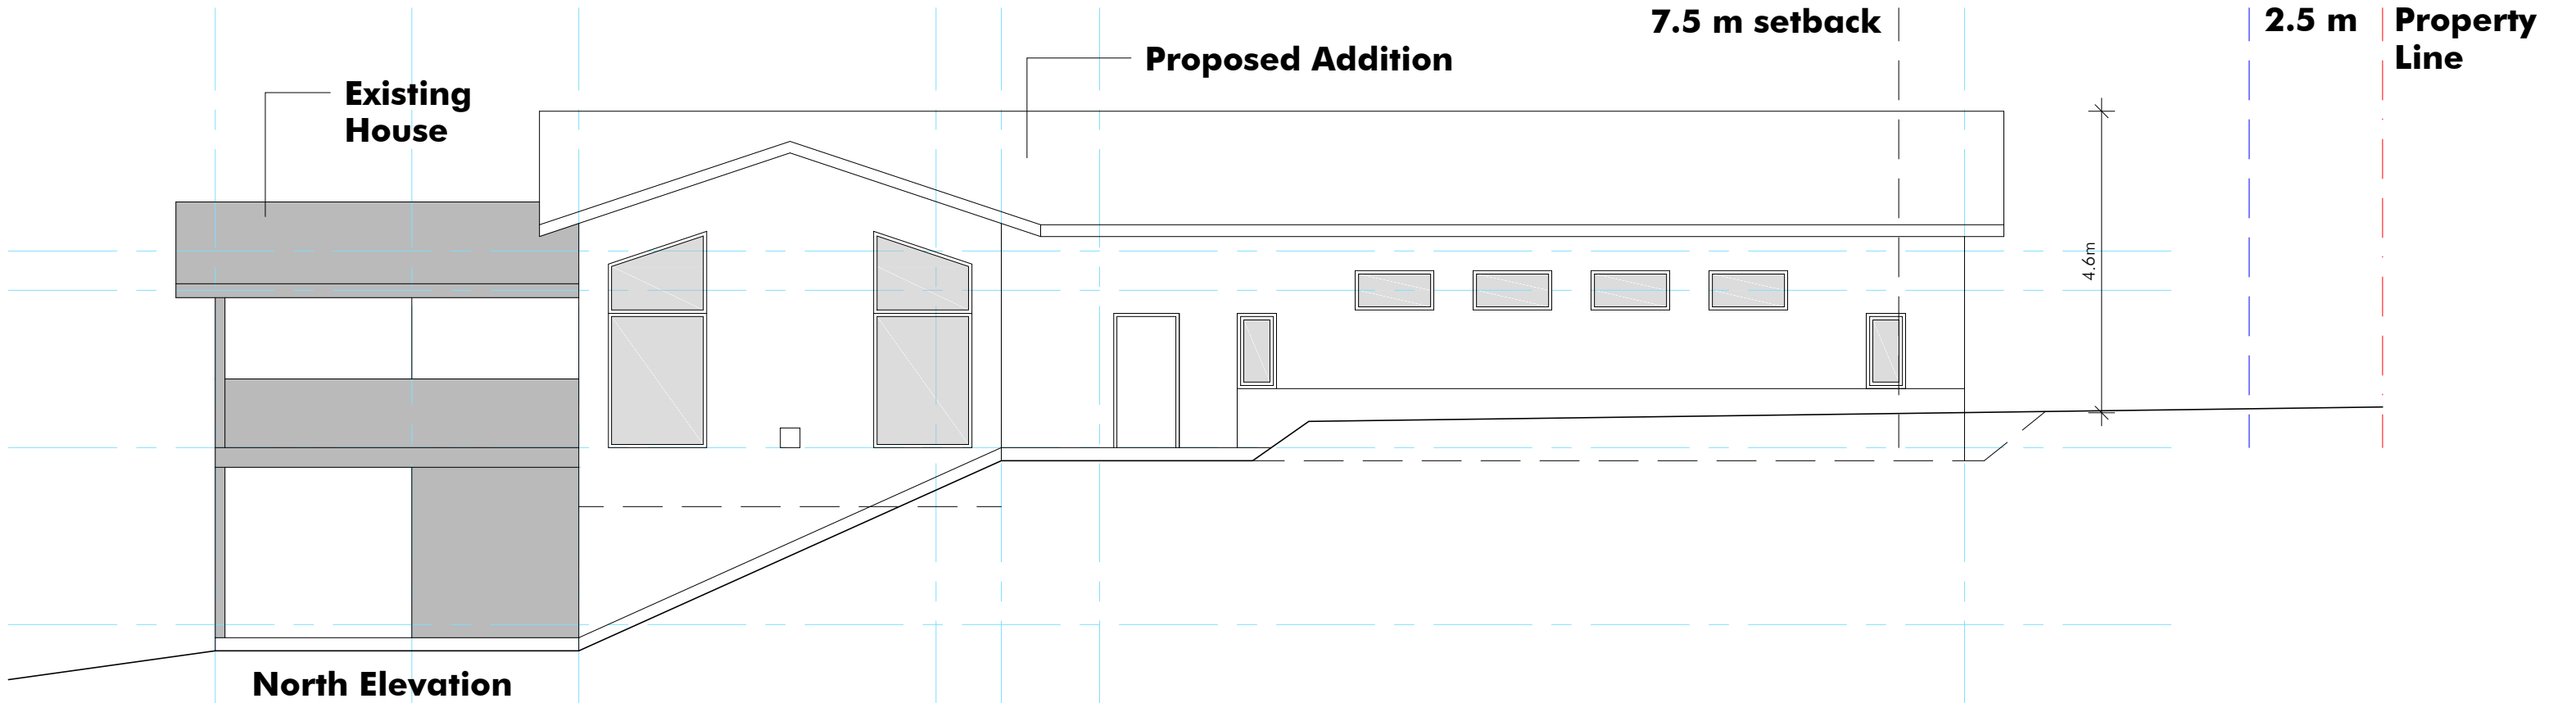 7.5 m setback
2.5 m
Property
Line
Proposed Addition
Existing
House
4.6m
North Elevation